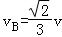 v_B = √2/3 v